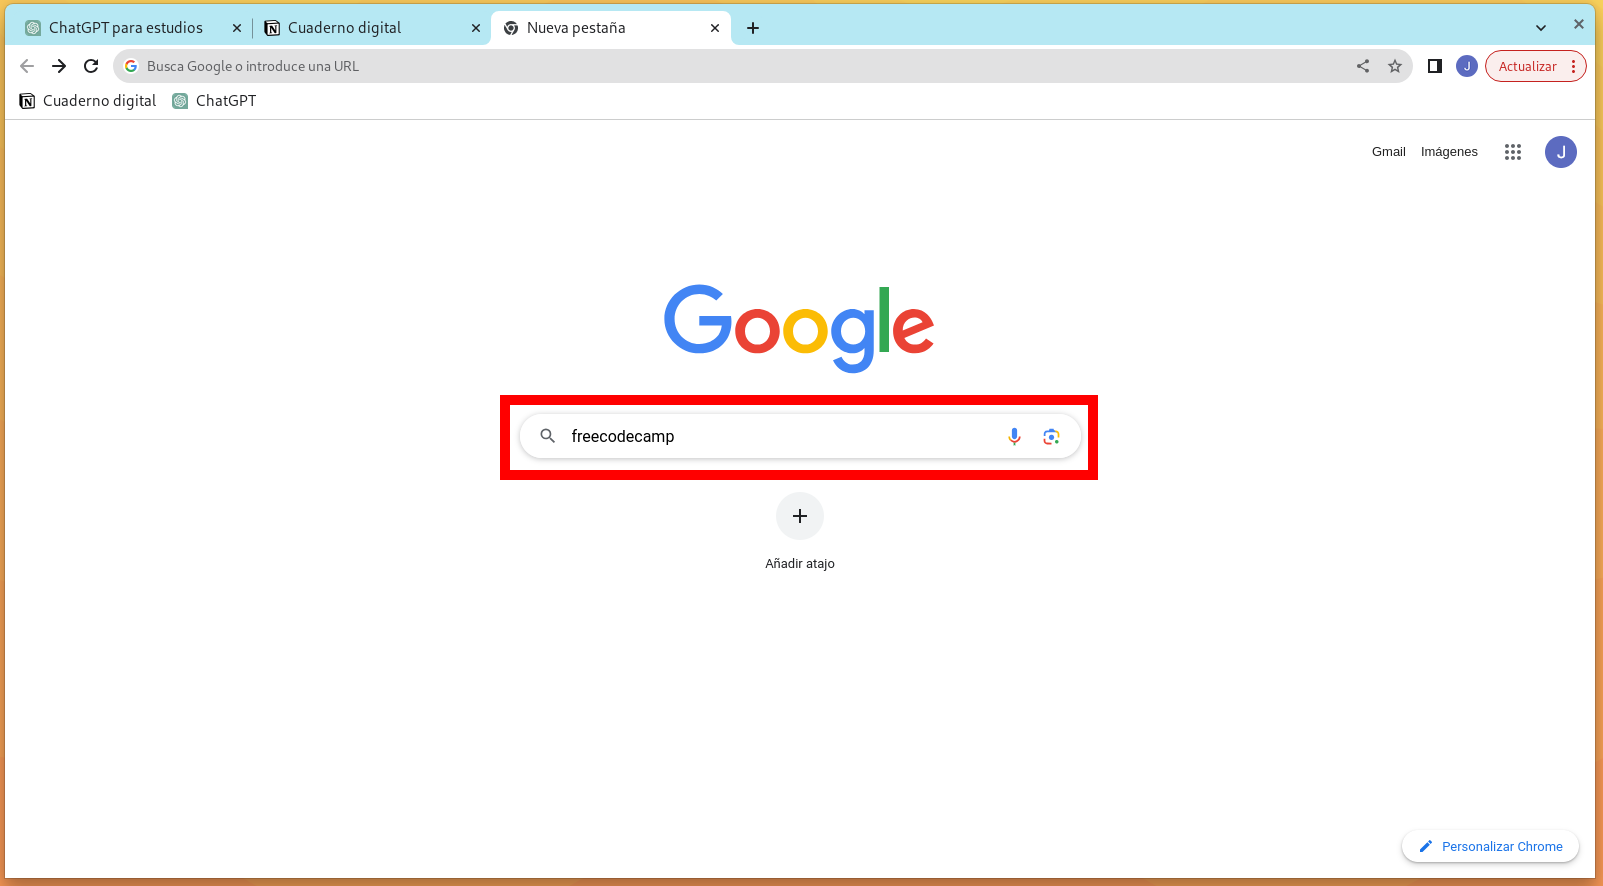 ChatGPT para estudios
Cuaderno digital
Nueva pestaña
Busca Google o introduce una URL
J
Actualizar
Cuaderno digital
ChatGPT
Gmail
Imágenes
J
Google
freecodecamp
Añadir atajo
Personalizar Chrome